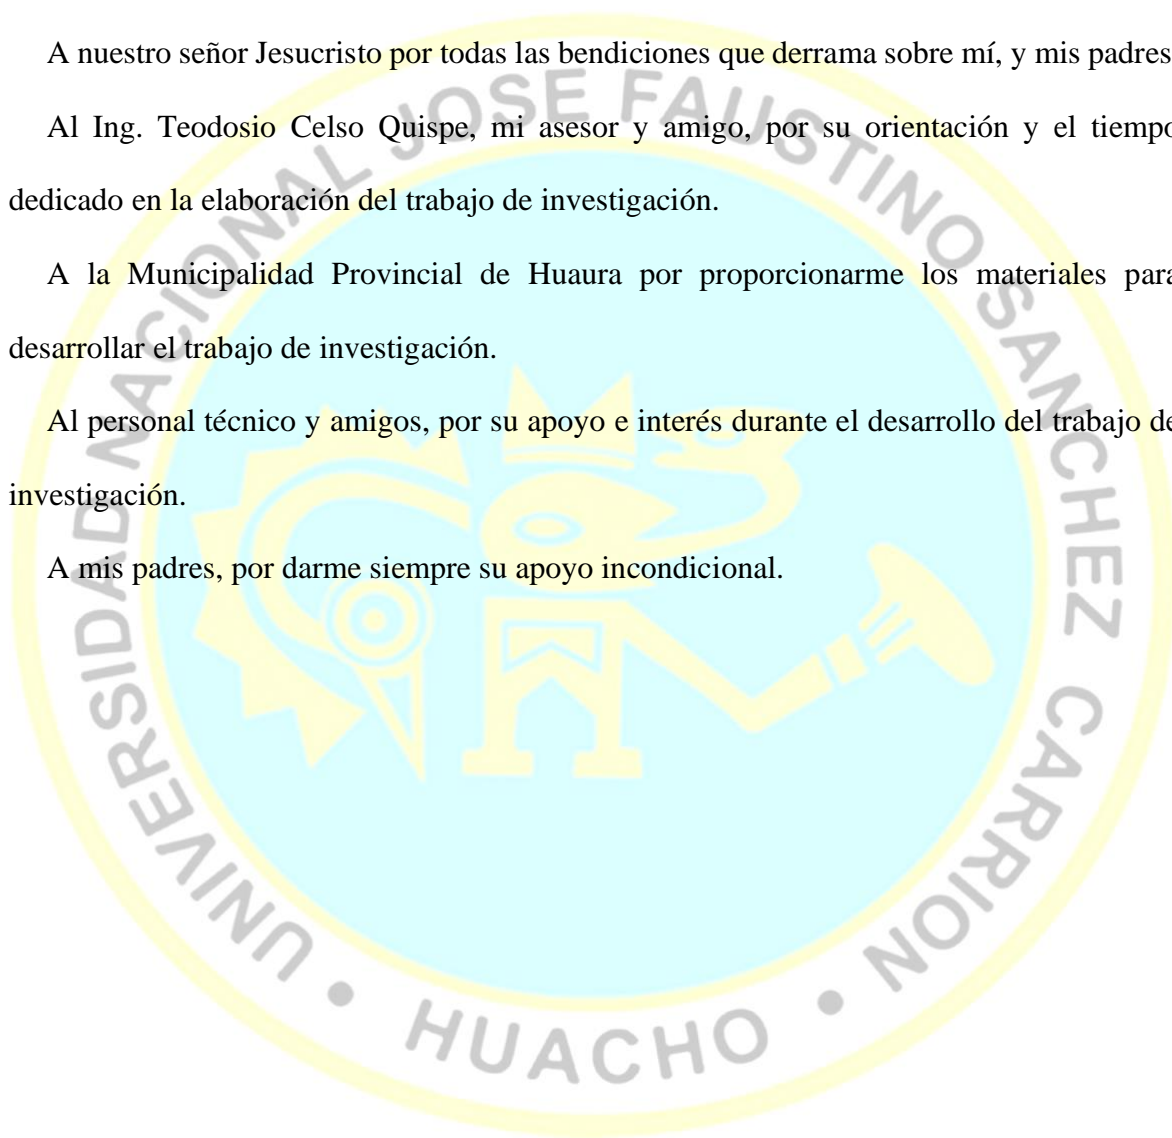 A nuestro señor Jesucristo por todas las bendiciones que derrama sobre mí, y mis padres
Al Ing. Teodosio Celso Quispe, mi asesor y amigo, por su orientación y el tiempo
dedicado en la elaboración del trabajo de investigación.
A la Municipalidad Provincial de Huaura por proporcionarme los materiales para
desarrollar el trabajo de investigación.
Al personal técnico y amigos, por su apoyo e interés durante el desarrollo del trabajo de
investigación.
A mis padres, por darme siempre su apoyo incondicional.
UNIVERSIDAD NACIONAL JOSE FAUSTINO SANCHEZ CARRION
• HUACHO •